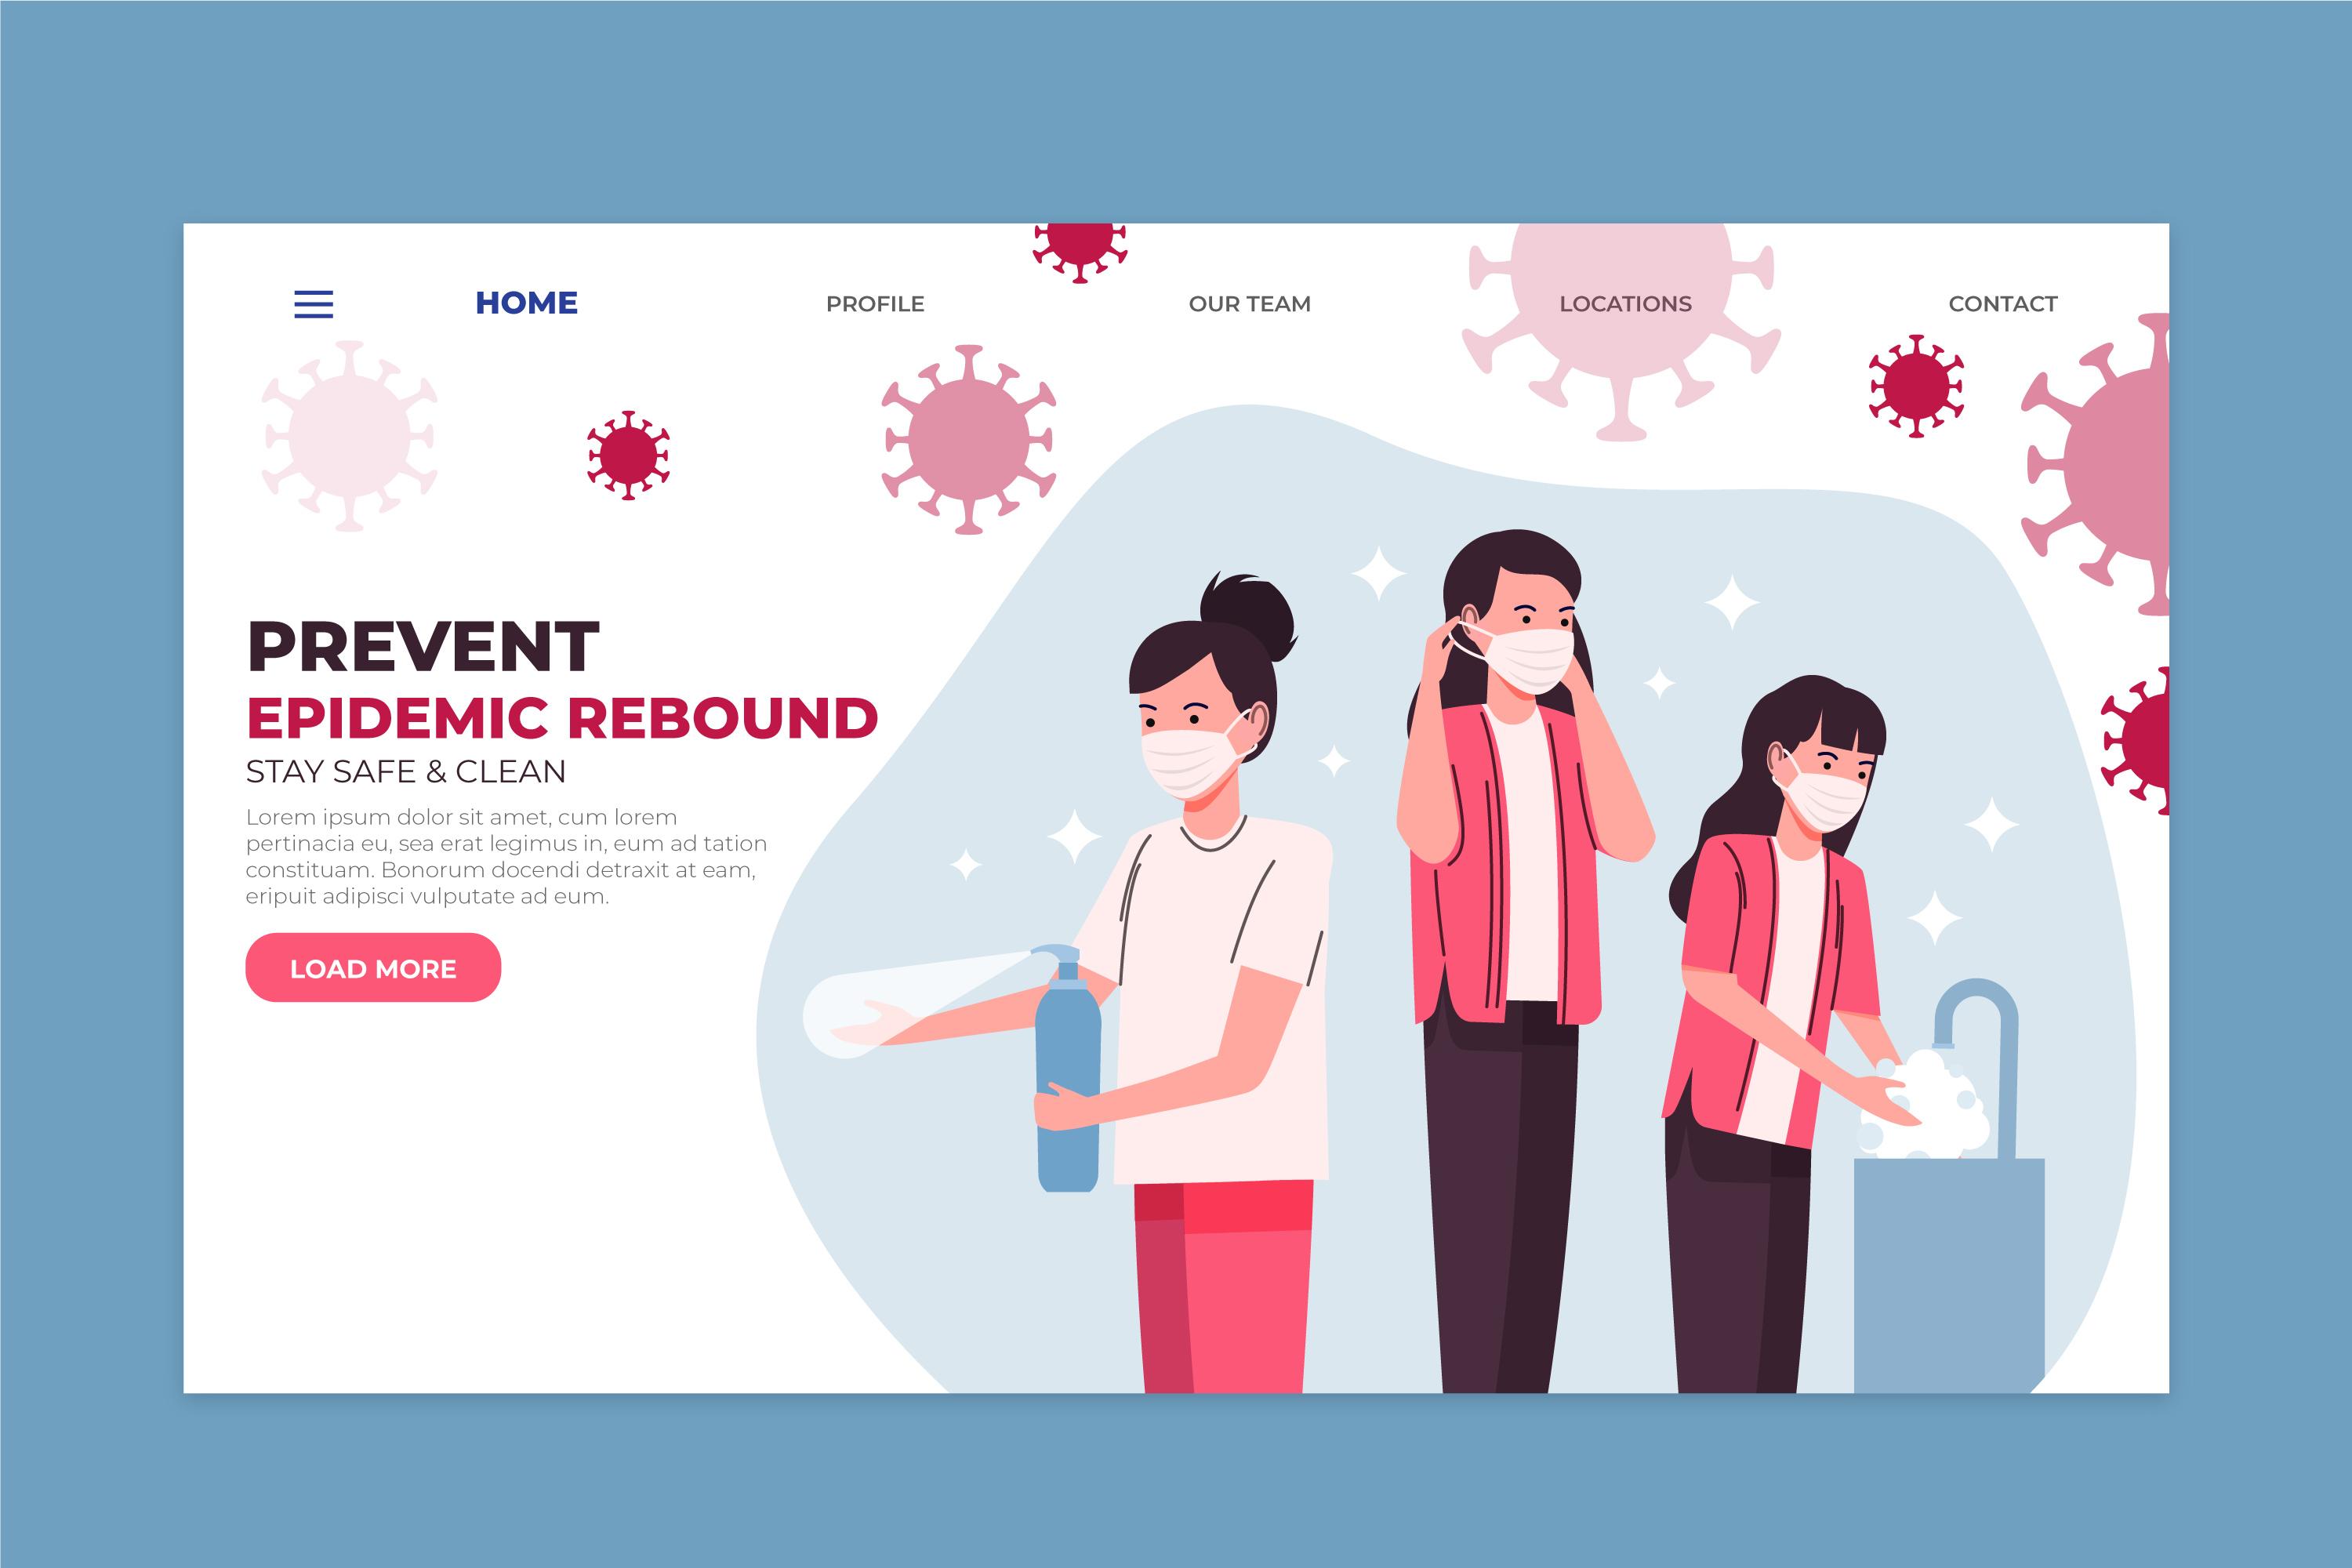 HOME
PROFILE
OUR TEAM
LOCATIONS
CONTACT
PREVENT
EPIDEMIC REBOUND
STAY SAFE & CLEAN
Lorem ipsum dolor sit amet, cum lorem
pertinacia eu, sea erat legimus in, eum ad tation
constituam. Bonorum docendi detraxit at eam,
eripuit adipisci vulputate ad eum.
LOAD MORE